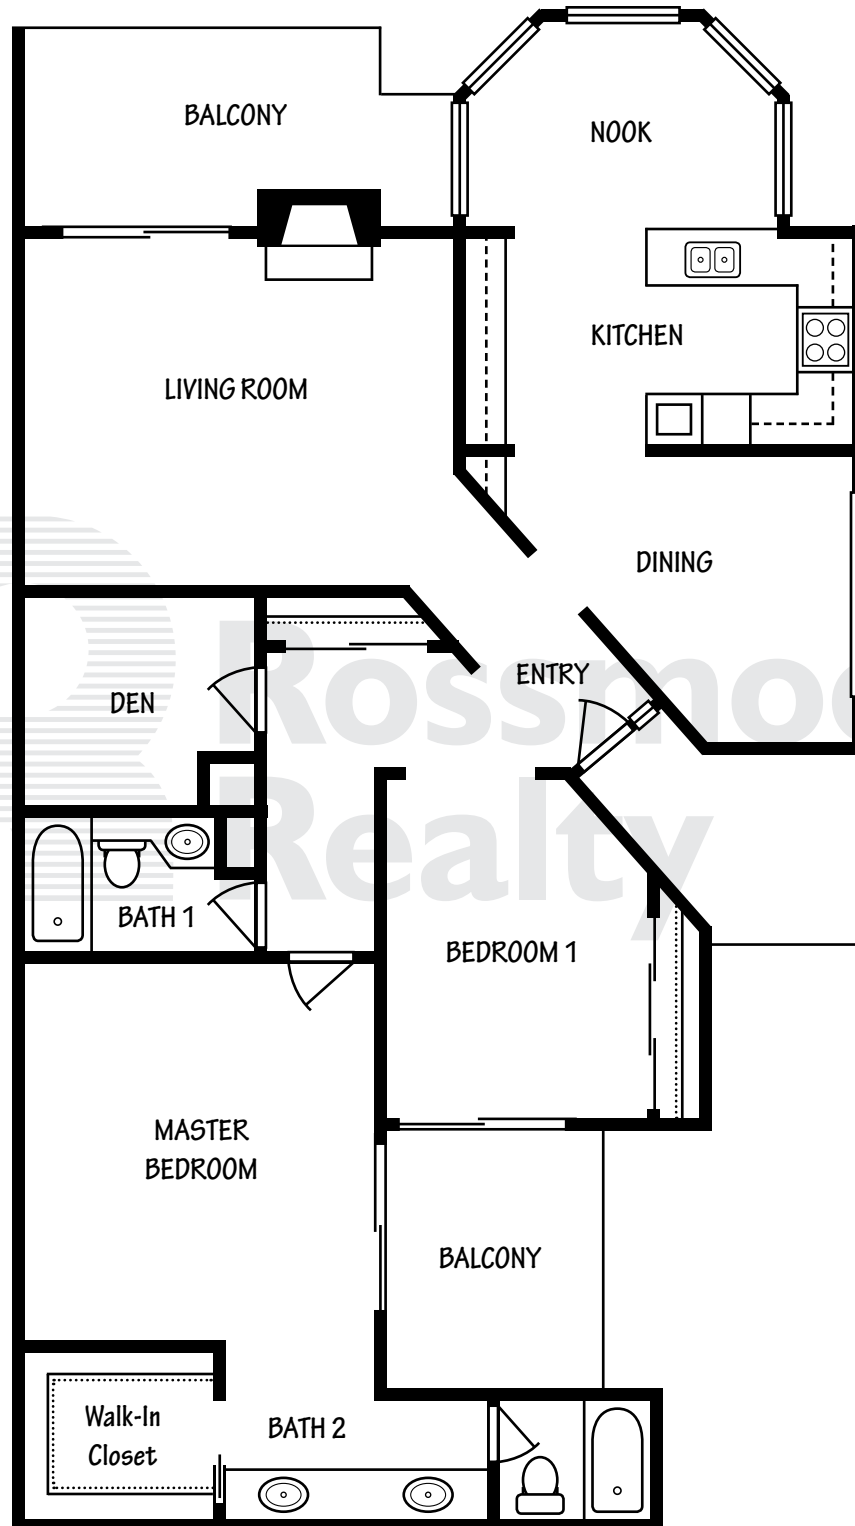 BALCONY
NOOK
KITCHEN
LIVING ROOM
DINING
ENTRY
DEN
Rossmoo
Realty
BATH 1
BEDROOM 1
MASTER
BEDROOM
BALCONY
Walk-In
Closet
BATH 2